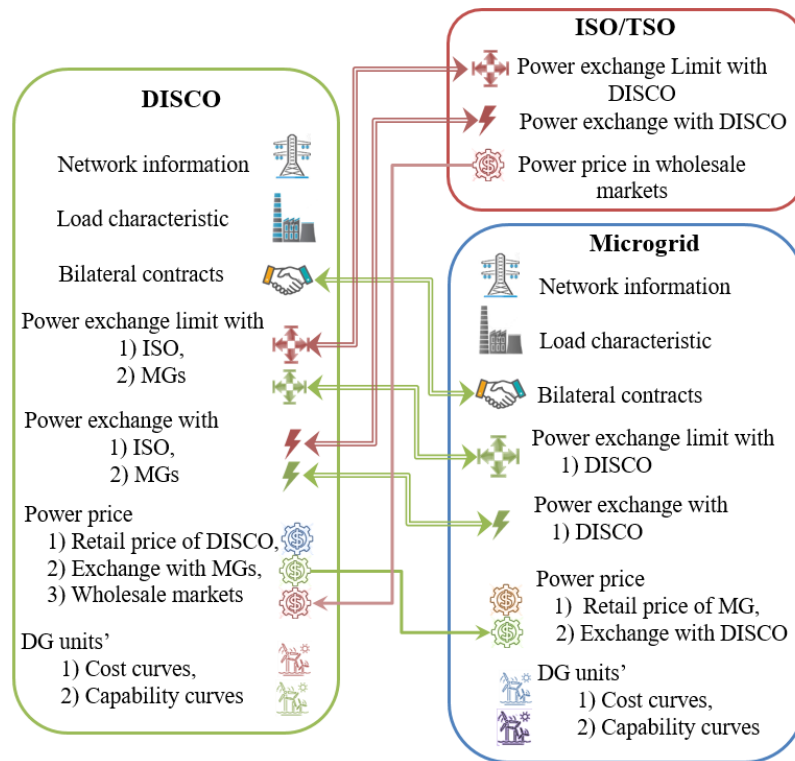 DISCO
Network information
Load characteristic
Bilateral contracts
Power exchange limit with
1) ISO,
2) MGs
Power exchange with
1) ISO,
2) MGs
Power price
1) Retail price of DISCO,
2) Exchange with MGs,
3) Wholesale markets
DG units’
1) Cost curves,
2) Capability curves
ISO/TSO
Power exchange Limit with
DISCO
Power exchange with DISCO
Power price in wholesale
markets
Microgrid
Network information
Load characteristic
Bilateral contracts
Power exchange limit with
1) DISCO
Power exchange with
1) DISCO
Power price
1) Retail price of MG,
2) Exchange with DISCO
DG units’
1) Cost curves,
2) Capability curves